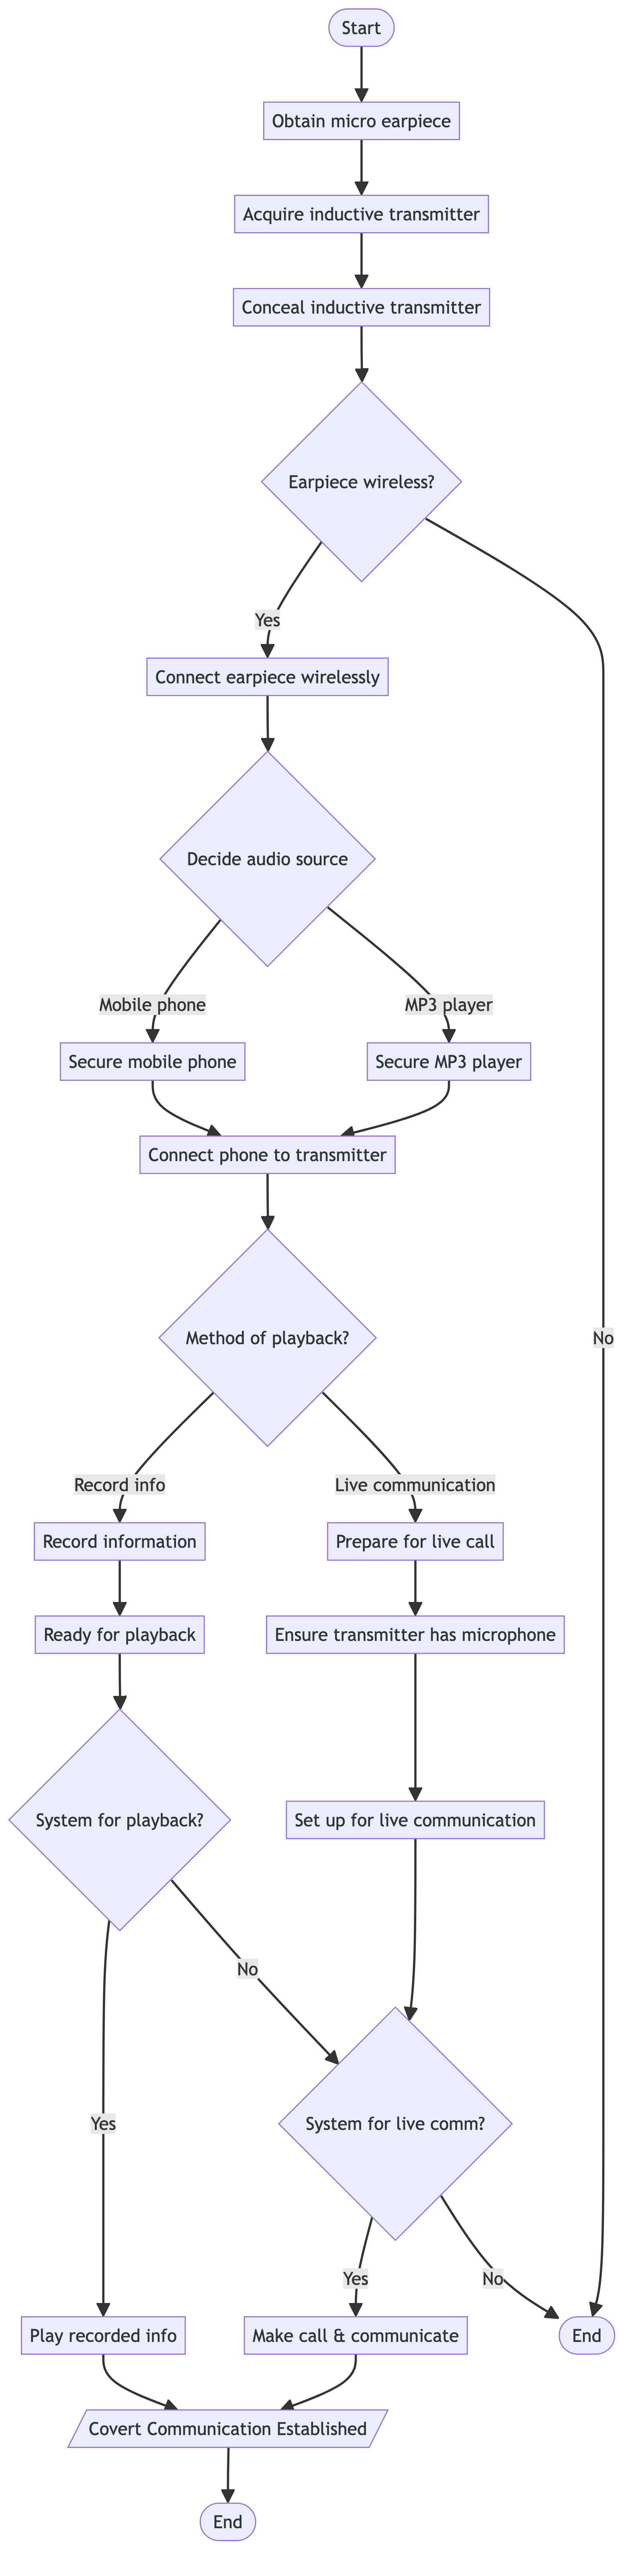 Start
Obtain micro earpiece
Acquire inductive transmitter
Conceal inductive transmitter
Earpiece wireless?
Yes
Connect earpiece wirelessly
Decide audio source
Mobile phone
MP3 player
Secure mobile phone
Secure MP3 player
Connect phone to transmitter
Method of playback?
No
Record info
Live communication
Record information
Prepare for live call
Ready for playback
Ensure transmitter has microphone
System for playback?
Set up for live communication
No
Yes
System for live comm?
Yes
No
Play recorded info
Make call & communicate
End
Covert Communication Established
End